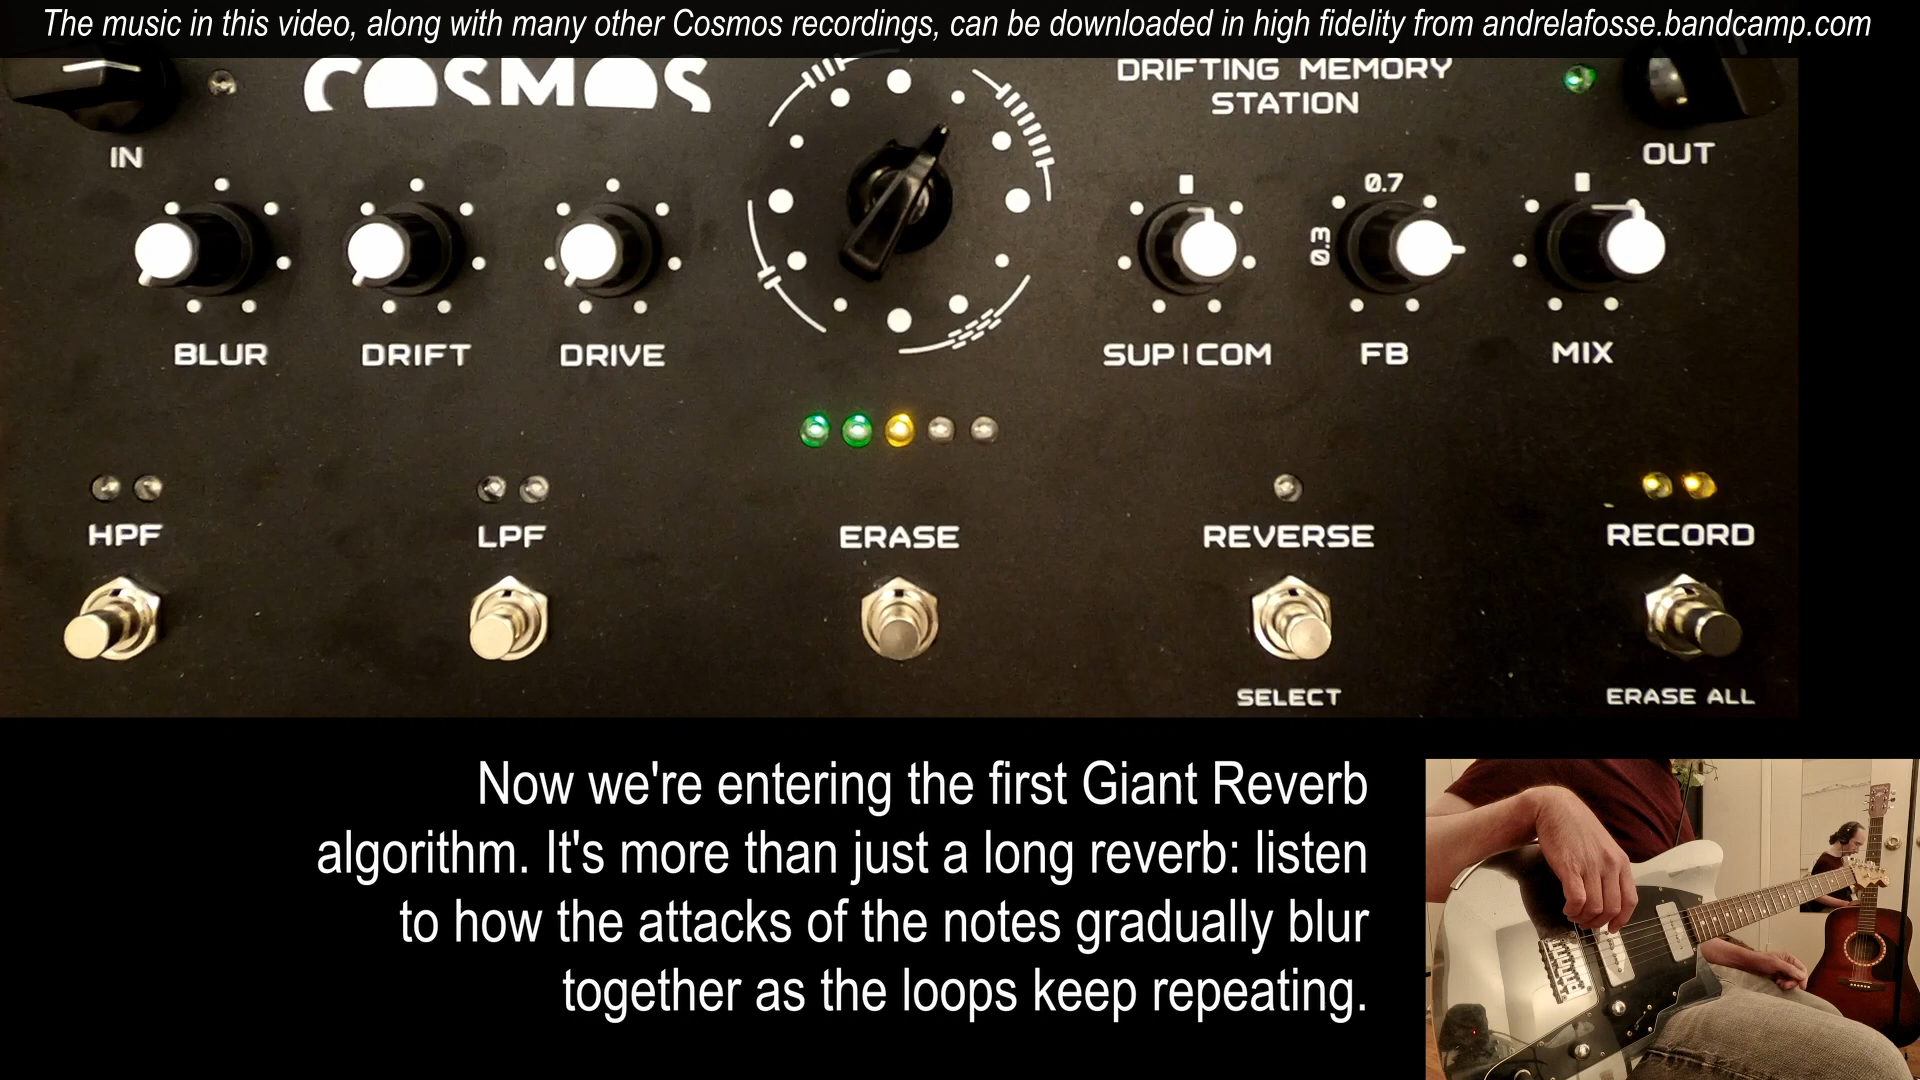 The music in this video, along with many other Cosmos recordings, can be downloaded in high fidelity from andrelafosse.bandcamp.com
COSMOS
DRIFTING MEMORY
STATION
IN
OUT
0.7
0.3
BLUR DRIFT DRIVE SUP|COM FB MIX
HPF LPF ERASE REVERSE RECORD
SELECT ERASE ALL
Now we're entering the first Giant Reverb
algorithm. It's more than just a long reverb: listen
to how the attacks of the notes gradually blur
together as the loops keep repeating.